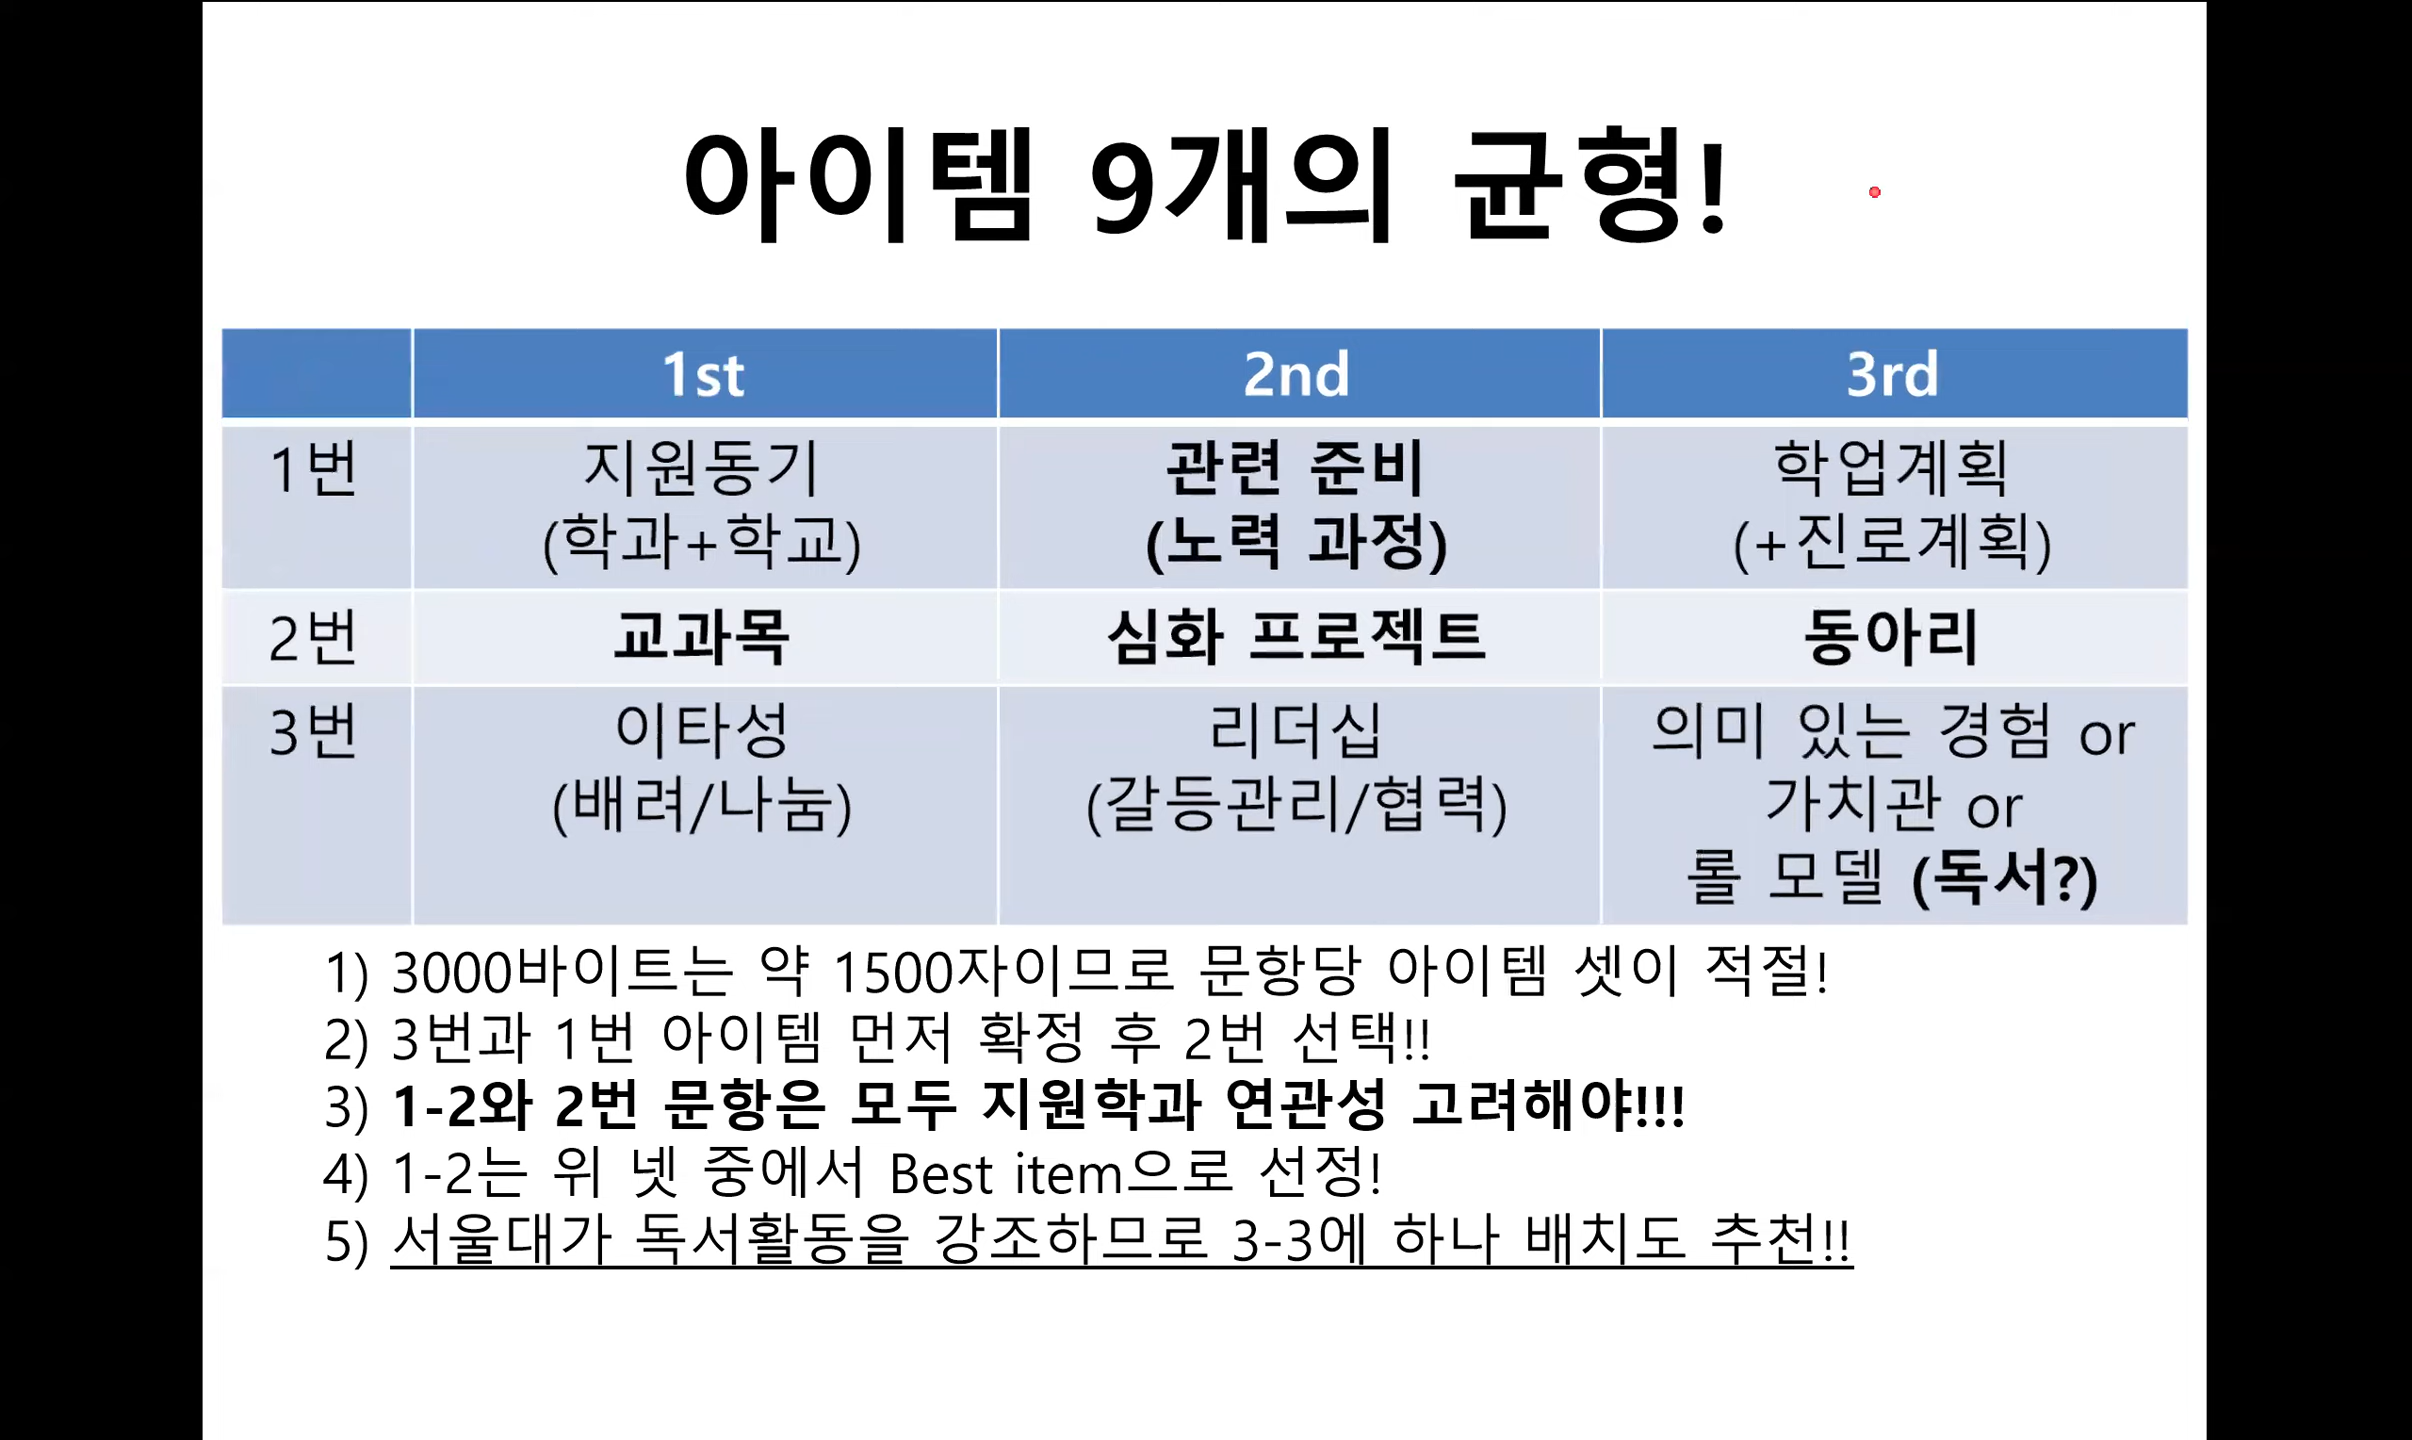 아이템 9개의 균형!
1st 2nd 3rd
1번 지원동기 관련 준비 학업계획
(학과+학교) (노력 과정) (+진로계획)
2번 교과목 심화 프로젝트 동아리
3번 이타성 리더십 의미 있는 경험 or
(배려/나눔) (갈등관리/협력) 가치관 or
롤 모델 (독서?)
1) 3000바이트는 약 1500자이므로 문항당 아이템 셋이 적절!
2) 3번과 1번 아이템 먼저 확정 후 2번 선택!!
3) 1-2와 2번 문항은 모두 지원학과 연관성 고려해야!!!
4) 1-2는 위 넷 중에서 Best item으로 선정!
5) 서울대가 독서활동을 강조하므로 3-3에 하나 배치도 추천!!